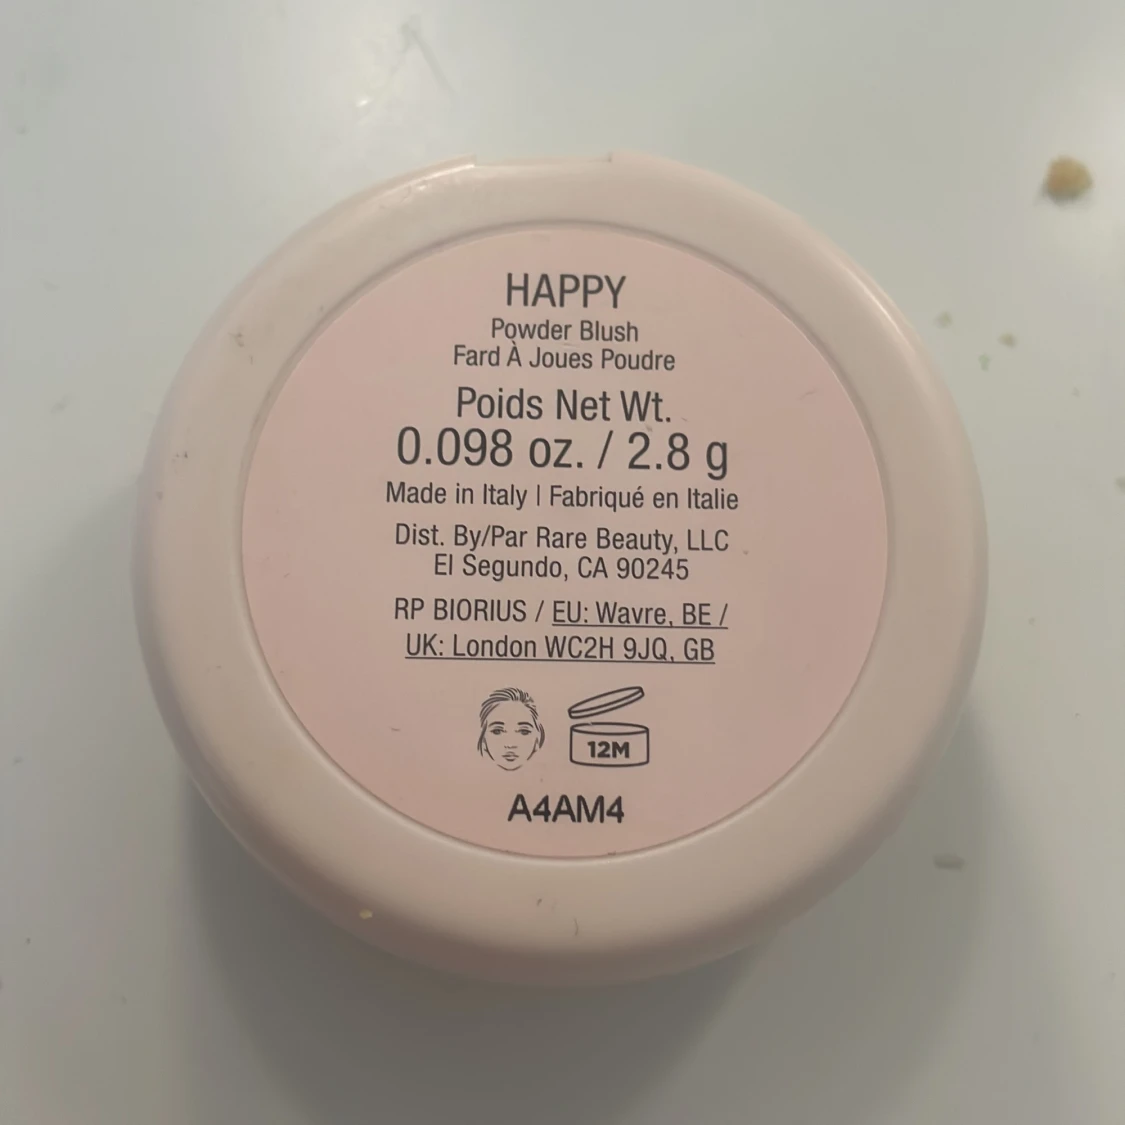 HAPPY
Powder Blush
Fard À Joues Poudre
Poids Net Wt.
0.098 oz. / 2.8 g
Made in Italy | Fabriqué en Italie
Dist. By/Par Rare Beauty, LLC
El Segundo, CA 90245
RP BIORIUS / EU: Wavre, BE /
UK: London WC2H 9JQ, GB
12M
A4AM4